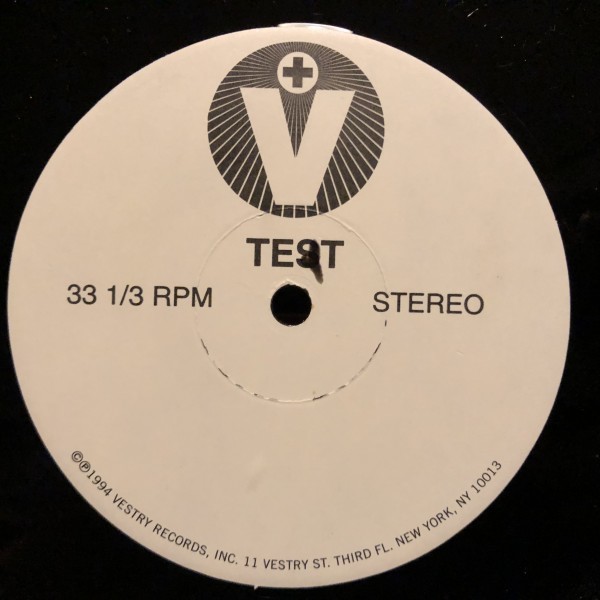 V
TEST
33 1/3 RPM
STEREO
©℗1994 VESTRY RECORDS, INC. 11 VESTRY ST. THIRD FL. NEW YORK, NY 10013